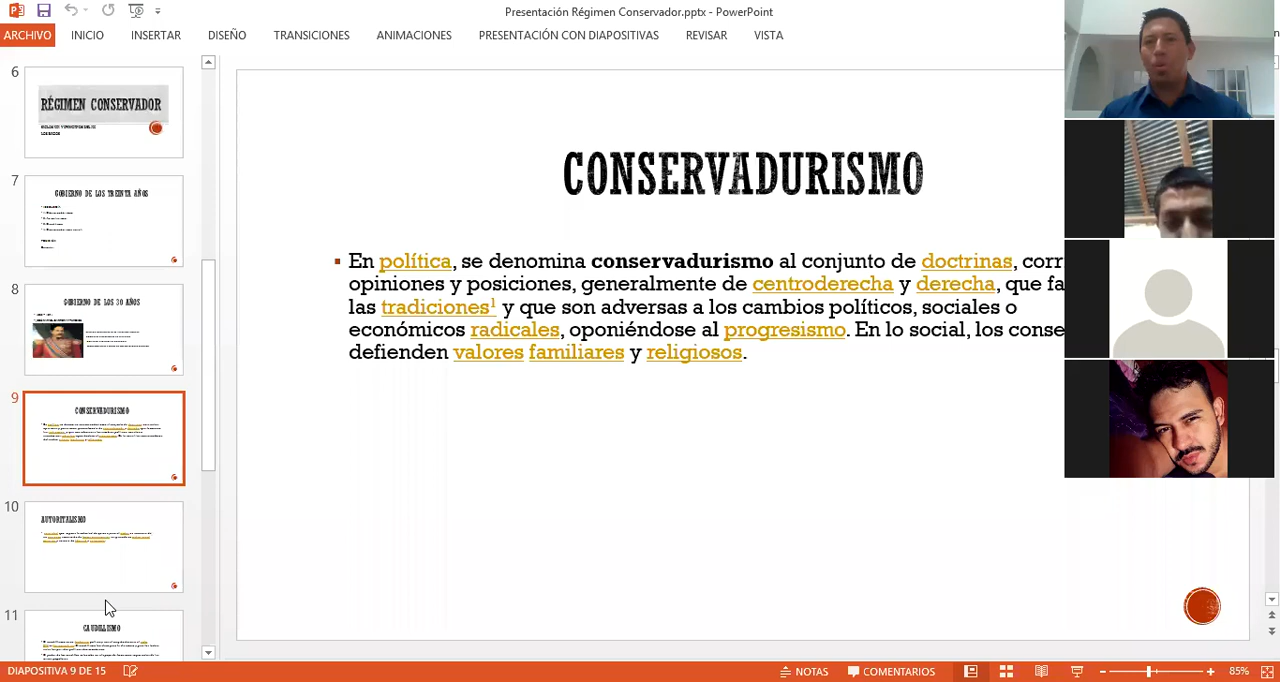 Presentación Régimen Conservador.pptx - PowerPoint
ARCHIVO INICIO INSERTAR DISEÑO TRANSICIONES ANIMACIONES PRESENTACIÓN CON DIAPOSITIVAS REVISAR VISTA
6
RÉGIMEN CONSERVADOR
7
GOBIERNO DE LOS TREINTA AÑOS
8
GOBIERNO DE LOS 30 AÑOS
9
CONSERVADURISMO
10
AUTORITALISMO
11
CAUDILLISMO
CONSERVADURISMO
En política, se denomina conservadurismo al conjunto de doctrinas, corri
opiniones y posiciones, generalmente de centroderecha y derecha, que fa
las tradiciones¹ y que son adversas a los cambios políticos, sociales o
económicos radicales, oponiéndose al progresismo. En lo social, los conse
defienden valores familiares y religiosos.
DIAPOSITIVA 9 DE 15 NOTAS COMENTARIOS 85%